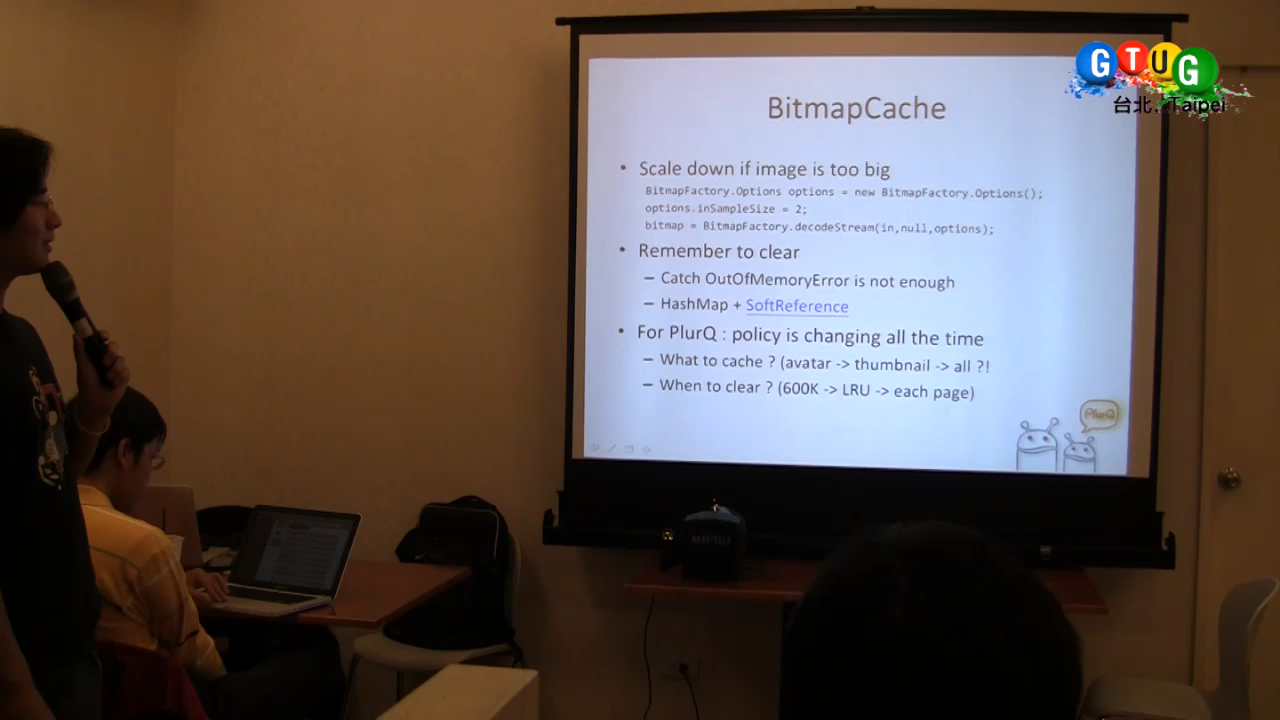 GTUG
台北, Taipei
BitmapCache
• Scale down if image is too big
BitmapFactory.Options options = new BitmapFactory.Options();
options.inSampleSize = 2;
bitmap = BitmapFactory.decodeStream(in,null,options);
• Remember to clear
– Catch OutOfMemoryError is not enough
– HashMap + SoftReference
• For PlurQ : policy is changing all the time
– What to cache ? (avatar -> thumbnail -> all ?!
– When to clear ? (600K -> LRU -> each page)
PlurQ
MIPRO